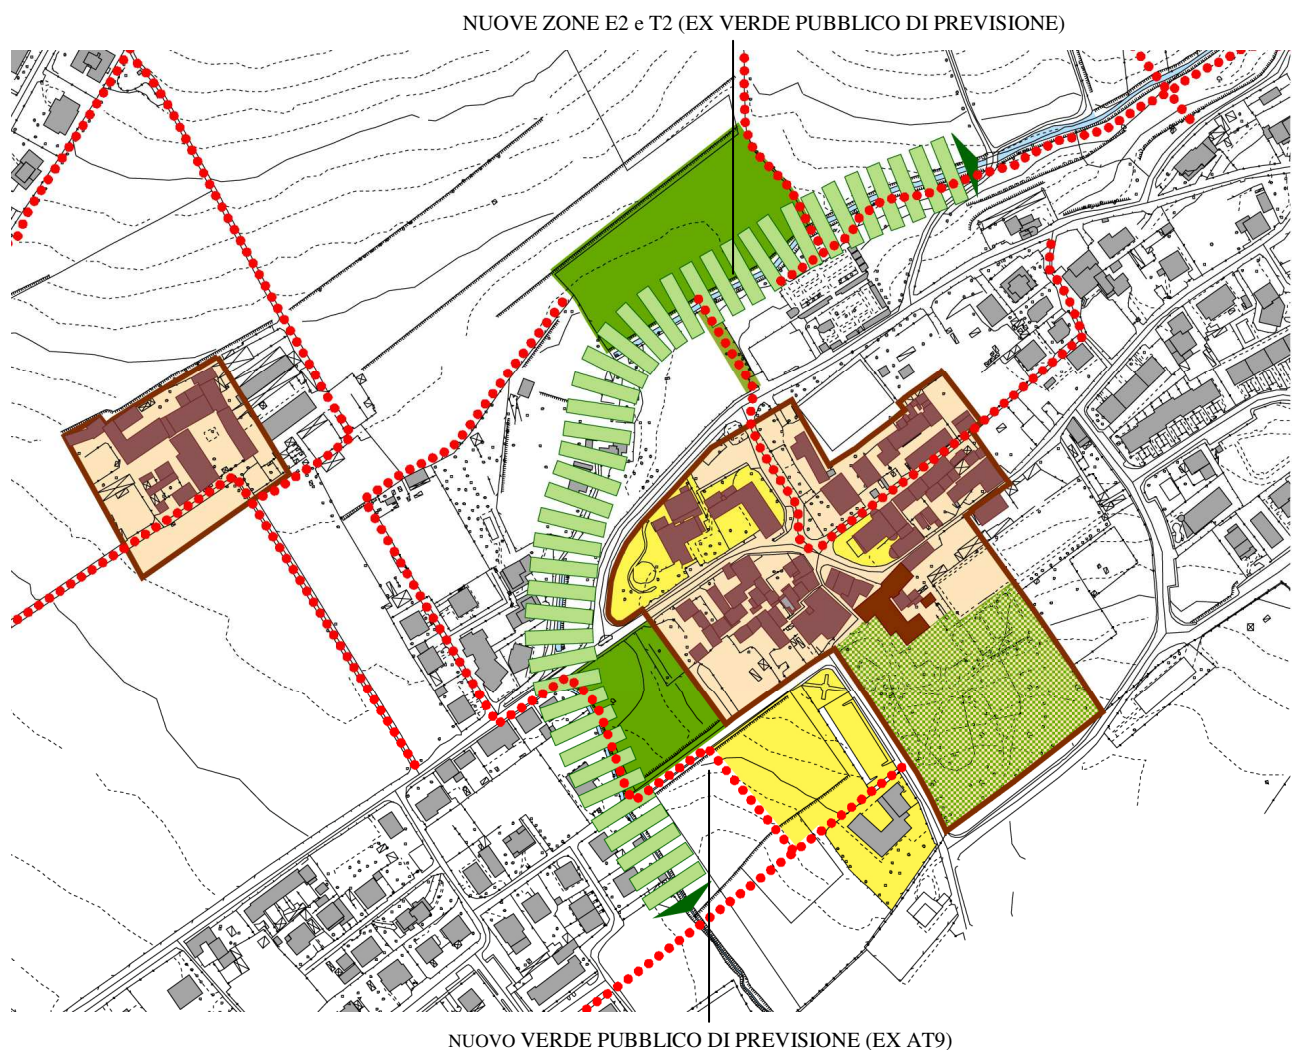 NUOVE ZONE E2 e T2 (EX VERDE PUBBLICO DI PREVISIONE)
NUOVO VERDE PUBBLICO DI PREVISIONE (EX AT9)